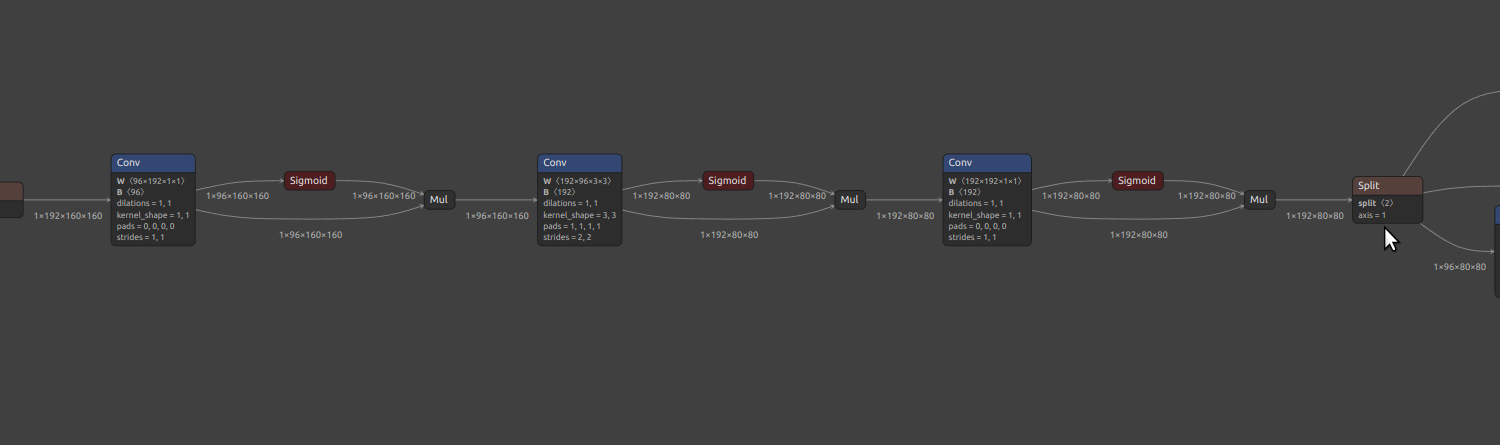 1×192×160×160
Conv
W ⟨96×192×1×1⟩
B ⟨96⟩
dilations = 1, 1
kernel_shape = 1, 1
pads = 0, 0, 0, 0
strides = 1, 1
1×96×160×160
Sigmoid
1×96×160×160
1×96×160×160
Mul
1×96×160×160
Conv
W ⟨192×96×3×3⟩
B ⟨192⟩
dilations = 1, 1
kernel_shape = 3, 3
pads = 1, 1, 1, 1
strides = 2, 2
1×192×80×80
Sigmoid
1×192×80×80
1×192×80×80
Mul
1×192×80×80
Conv
W ⟨192×192×1×1⟩
B ⟨192⟩
dilations = 1, 1
kernel_shape = 1, 1
pads = 0, 0, 0, 0
strides = 1, 1
1×192×80×80
Sigmoid
1×192×80×80
1×192×80×80
Mul
1×192×80×80
Split
split ⟨2⟩
axis = 1
1×96×80×80